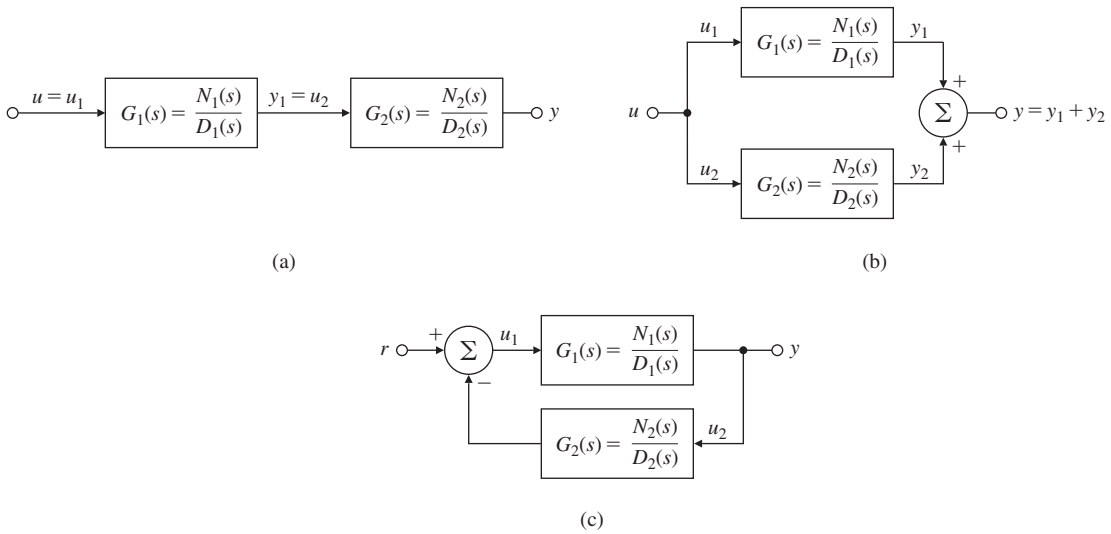 u = u₁
G₁(s) = N₁(s)/D₁(s)
y₁ = u₂
G₂(s) = N₂(s)/D₂(s)
y
(a)
u
u₁
G₁(s) = N₁(s)/D₁(s)
y₁
+
Σ
y = y₁ + y₂
+
u₂
G₂(s) = N₂(s)/D₂(s)
y₂
(b)
r
+
Σ
−
u₁
G₁(s) = N₁(s)/D₁(s)
y
G₂(s) = N₂(s)/D₂(s)
u₂
(c)